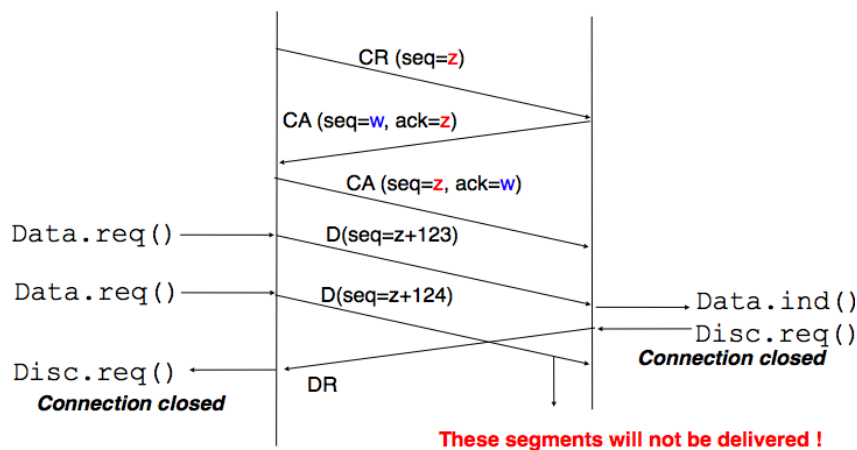 CR (seq=z)
CA (seq=w, ack=z)
CA (seq=z, ack=w)
Data.req()
D(seq=z+123)
Data.req()
D(seq=z+124)
Data.ind()
Disc.req()
Connection closed
Disc.req()
DR
Connection closed
These segments will not be delivered !